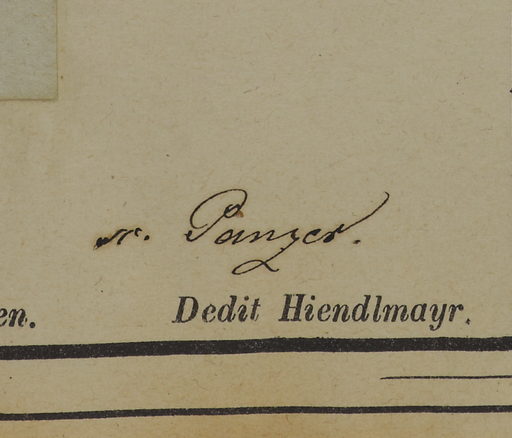 Panzer.
en. Dedit Hiendlmayr.